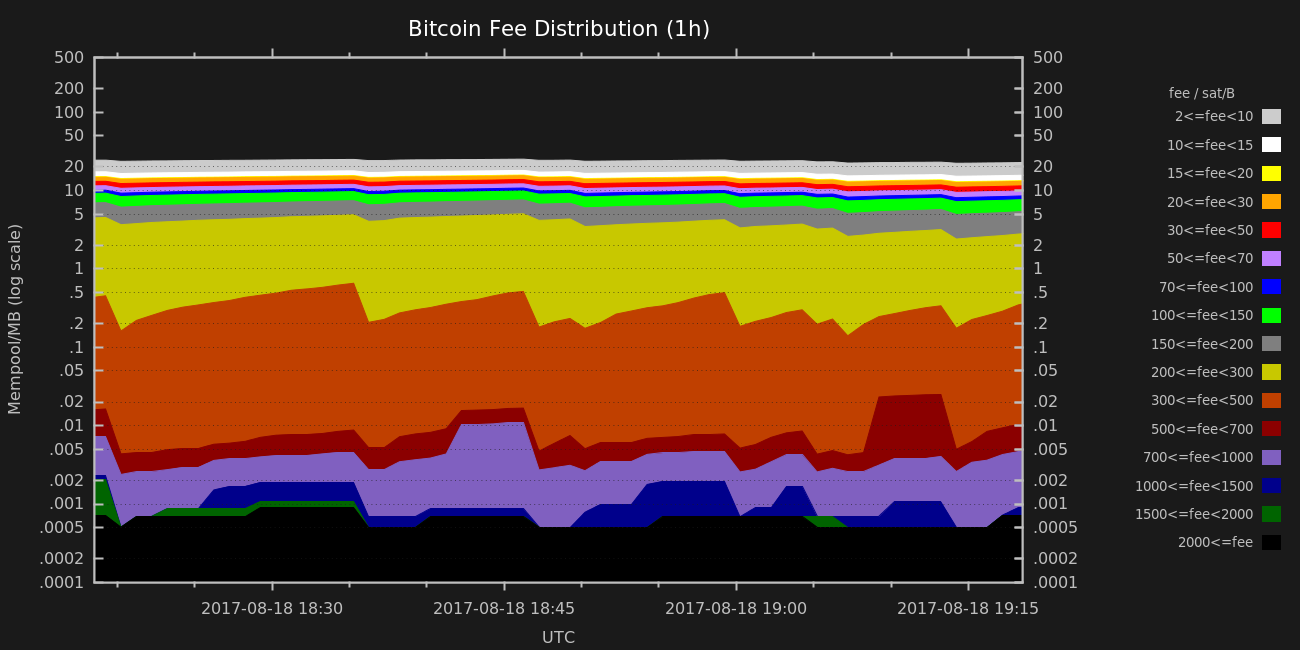 Bitcoin Fee Distribution (1h)
500 500
200 200
100 100
50 50
20 20
10 10
5 5
2 2
1 1
.5 .5
.2 .2
.1 .1
.05 .05
.02 .02
.01 .01
.005 .005
.002 .002
.001 .001
.0005 .0005
.0002 .0002
.0001 .0001
Mempool/MB (log scale)
2017-08-18 18:30 2017-08-18 18:45 2017-08-18 19:00 2017-08-18 19:15
UTC
fee / sat/B
2<=fee<10
10<=fee<15
15<=fee<20
20<=fee<30
30<=fee<50
50<=fee<70
70<=fee<100
100<=fee<150
150<=fee<200
200<=fee<300
300<=fee<500
500<=fee<700
700<=fee<1000
1000<=fee<1500
1500<=fee<2000
2000<=fee